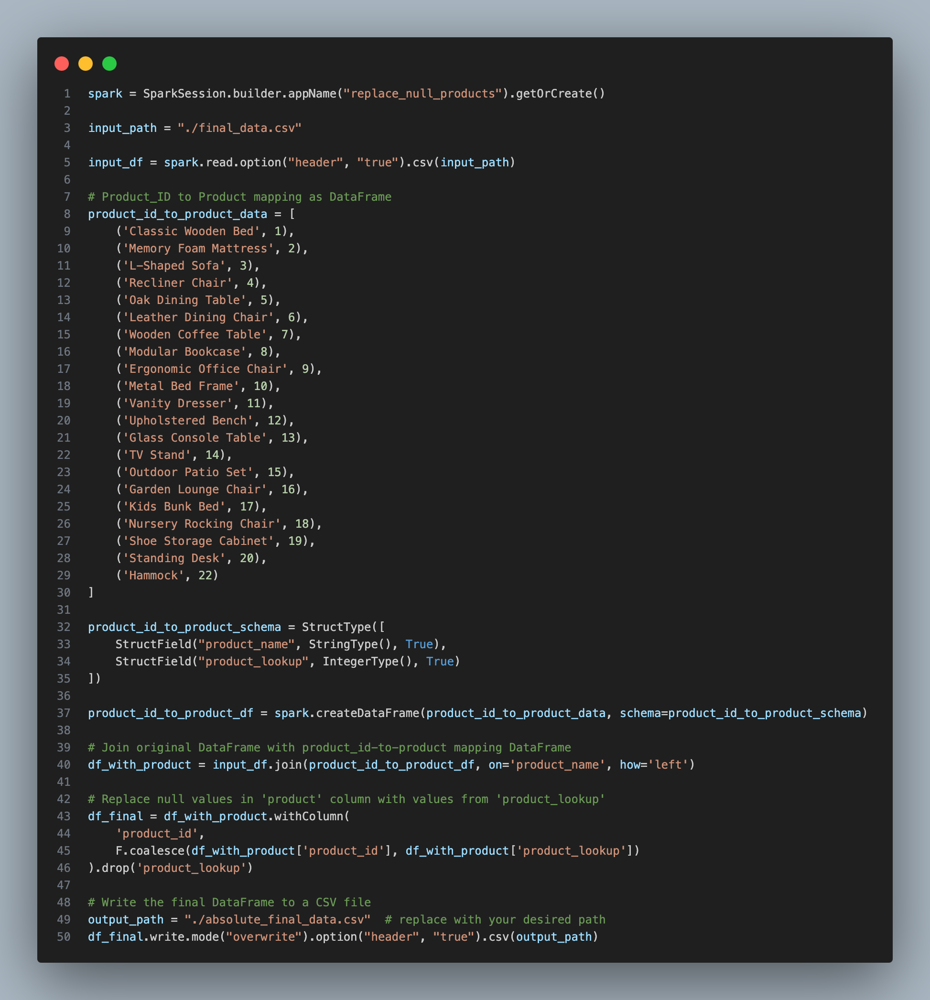 1 spark = SparkSession.builder.appName("replace_null_products").getOrCreate()
2
3 input_path = "./final_data.csv"
4
5 input_df = spark.read.option("header", "true").csv(input_path)
6
7 # Product_ID to Product mapping as DataFrame
8 product_id_to_product_data = [
9     ('Classic Wooden Bed', 1),
10     ('Memory Foam Mattress', 2),
11     ('L-Shaped Sofa', 3),
12     ('Recliner Chair', 4),
13     ('Oak Dining Table', 5),
14     ('Leather Dining Chair', 6),
15     ('Wooden Coffee Table', 7),
16     ('Modular Bookcase', 8),
17     ('Ergonomic Office Chair', 9),
18     ('Metal Bed Frame', 10),
19     ('Vanity Dresser', 11),
20     ('Upholstered Bench', 12),
21     ('Glass Console Table', 13),
22     ('TV Stand', 14),
23     ('Outdoor Patio Set', 15),
24     ('Garden Lounge Chair', 16),
25     ('Kids Bunk Bed', 17),
26     ('Nursery Rocking Chair', 18),
27     ('Shoe Storage Cabinet', 19),
28     ('Standing Desk', 20),
29     ('Hammock', 22)
30 ]
31
32 product_id_to_product_schema = StructType([
33     StructField("product_name", StringType(), True),
34     StructField("product_lookup", IntegerType(), True)
35 ])
36
37 product_id_to_product_df = spark.createDataFrame(product_id_to_product_data, schema=product_id_to_product_schema)
38
39 # Join original DataFrame with product_id-to-product mapping DataFrame
40 df_with_product = input_df.join(product_id_to_product_df, on='product_name', how='left')
41
42 # Replace null values in 'product' column with values from 'product_lookup'
43 df_final = df_with_product.withColumn(
44     'product_id',
45     F.coalesce(df_with_product['product_id'], df_with_product['product_lookup'])
46 ).drop('product_lookup')
47
48 # Write the final DataFrame to a CSV file
49 output_path = "./absolute_final_data.csv"  # replace with your desired path
50 df_final.write.mode("overwrite").option("header", "true").csv(output_path)